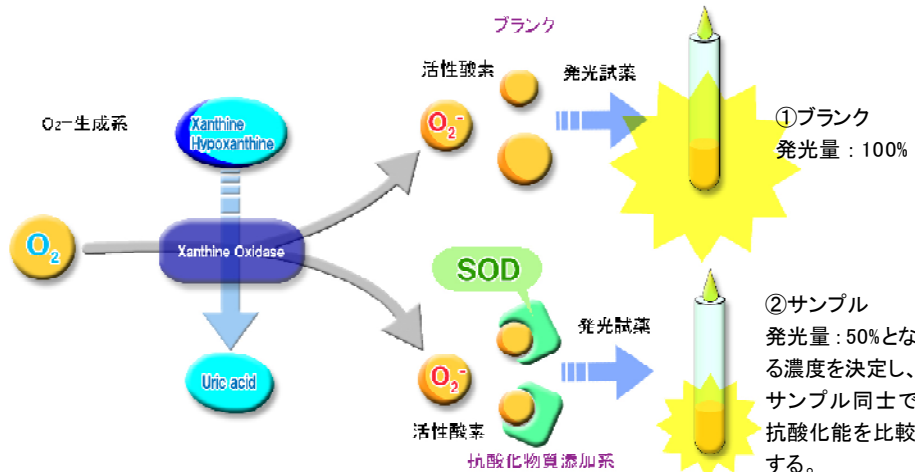 ブランク
活性酸素
発光試薬
O₂⁻生成系
Xanthine
Hypoxanthine
O₂⁻
①ブランク
発光量：100%
O₂
Xanthine Oxidase
SOD
②サンプル
発光量：50%とな
る濃度を決定し、
サンプル同士で
抗酸化能を比較
する。
発光試薬
Uric acid
O₂⁻
活性酸素
抗酸化物質添加系